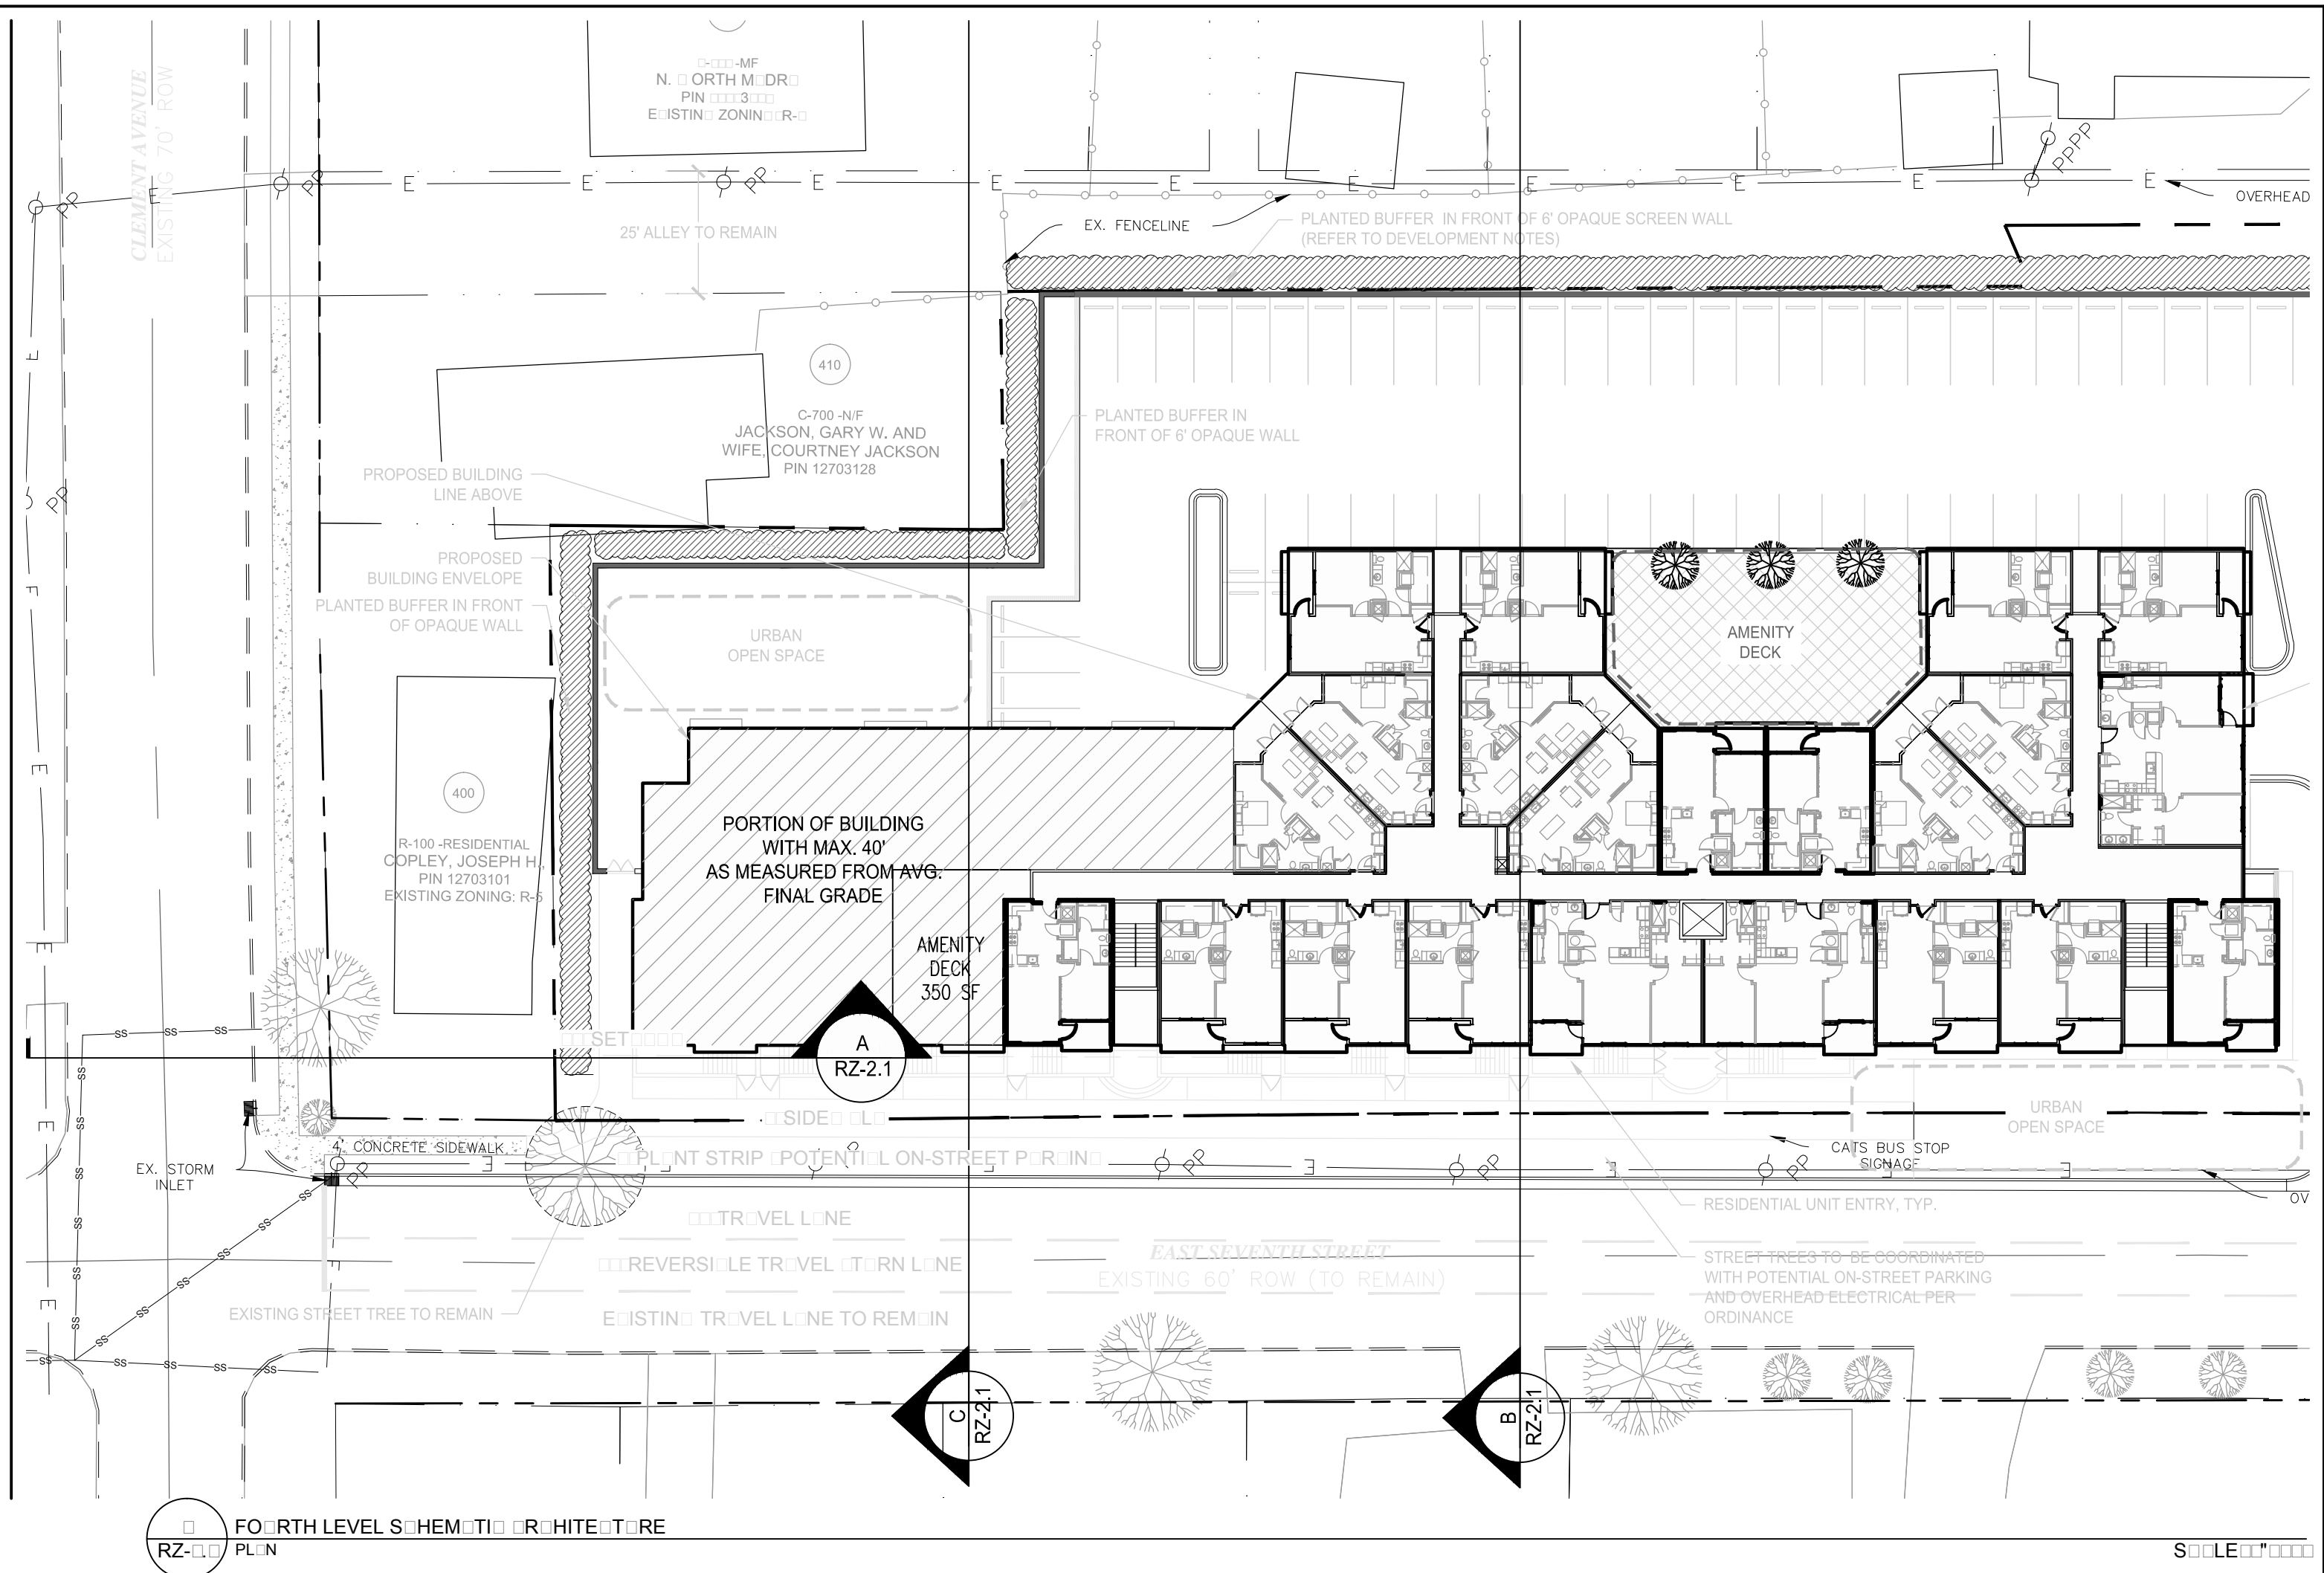 CLEMENT AVENUE
EXISTING 70' ROW
PIN
25' ALLEY TO REMAIN
EX. FENCELINE
PLANTED BUFFER IN FRONT OF 6' OPAQUE SCREEN WALL
(REFER TO DEVELOPMENT NOTES)
OVERHEAD
410
C-700 -N/F
JACKSON, GARY W. AND
WIFE, COURTNEY JACKSON
PIN 12703128
PLANTED BUFFER IN
FRONT OF 6' OPAQUE WALL
PROPOSED BUILDING
LINE ABOVE
PROPOSED
BUILDING ENVELOPE
PLANTED BUFFER IN FRONT
OF OPAQUE WALL
URBAN
OPEN SPACE
AMENITY
DECK
400
R-100 -RESIDENTIAL
COPLEY, JOSEPH H.,
PIN 12703101
EXISTING ZONING: R-5
PORTION OF BUILDING
WITH MAX. 40'
AS MEASURED FROM AVG.
FINAL GRADE
AMENITY
DECK
350 SF
A
RZ-2.1
URBAN
OPEN SPACE
4' CONCRETE SIDEWALK
EX. STORM
INLET
CATS BUS STOP
SIGNAGE
OV
RESIDENTIAL UNIT ENTRY, TYP.
EAST SEVENTH STREET
EXISTING 60' ROW (TO REMAIN)
STREET TREES TO BE COORDINATED
WITH POTENTIAL ON-STREET PARKING
AND OVERHEAD ELECTRICAL PER
ORDINANCE
EXISTING STREET TREE TO REMAIN
TO REMAIN
C
RZ-2.1
B
RZ-2.1
LEVEL